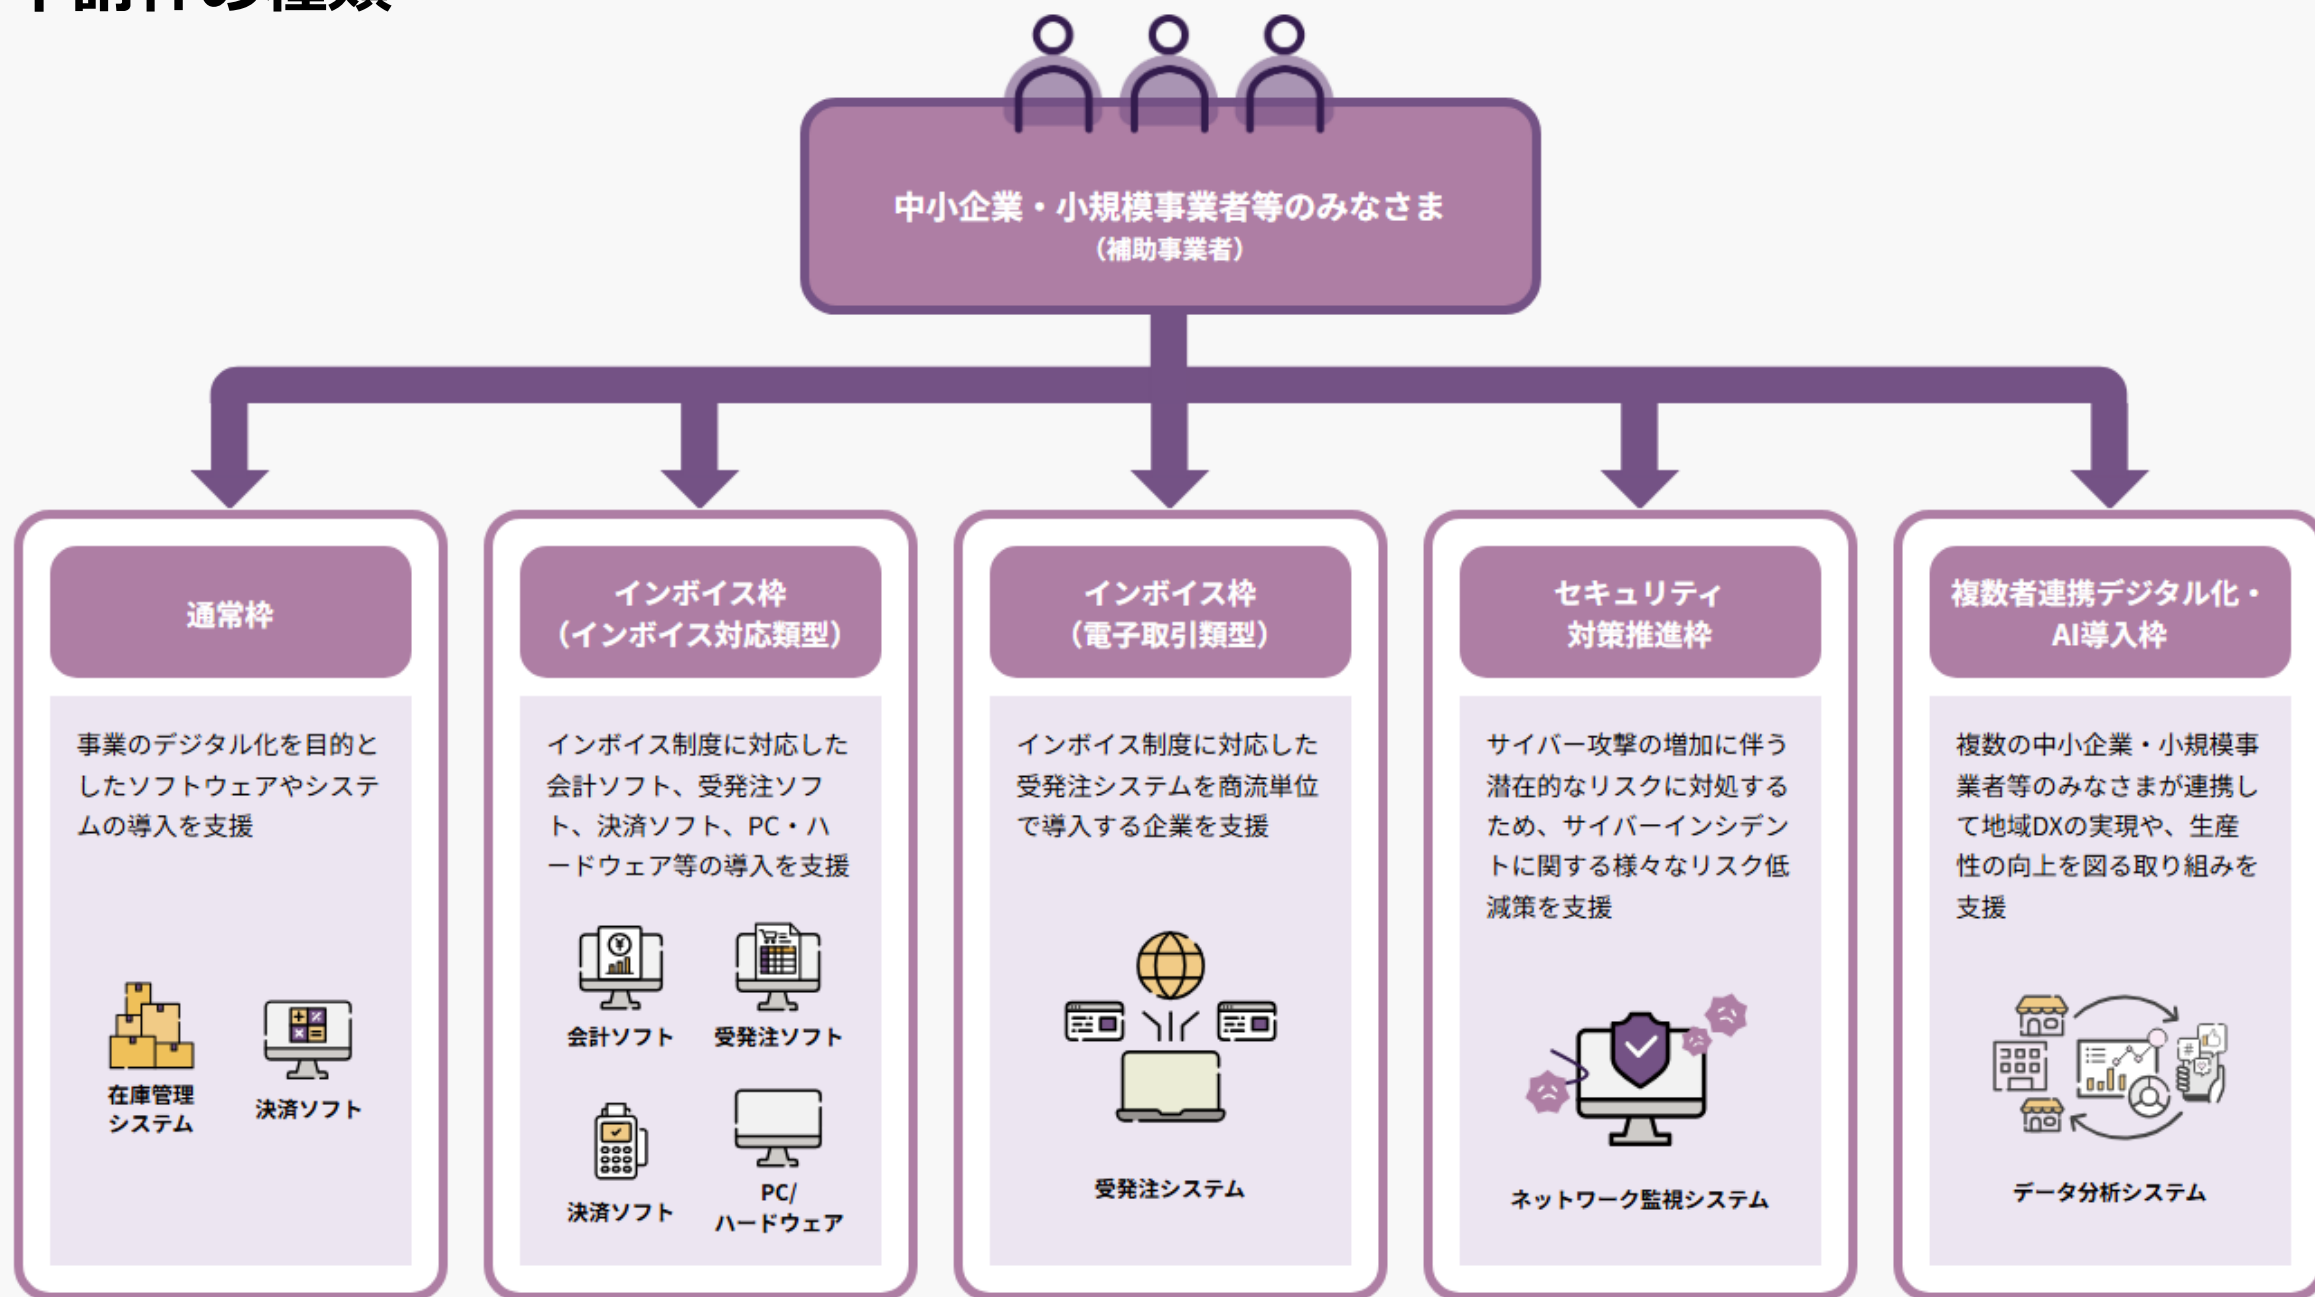 申請枠の種類
中小企業・小規模事業者等のみなさま
（補助事業者）
通常枠
事業のデジタル化を目的と
したソフトウェアやシステ
ムの導入を支援
在庫管理
システム
決済ソフト
インボイス枠
（インボイス対応類型）
インボイス制度に対応した
会計ソフト、受発注ソフ
ト、決済ソフト、PC・ハ
ードウェア等の導入を支援
会計ソフト
受発注ソフト
決済ソフト
PC/
ハードウェア
インボイス枠
（電子取引類型）
インボイス制度に対応した
受発注システムを商流単位
で導入する企業を支援
受発注システム
セキュリティ
対策推進枠
サイバー攻撃の増加に伴う
潜在的なリスクに対処する
ため、サイバーインシデン
トに関する様々なリスク低
減策を支援
ネットワーク監視システム
複数者連携デジタル化・
AI導入枠
複数の中小企業・小規模事
業者等のみなさまが連携し
て地域DXの実現や、生産
性の向上を図る取り組みを
支援
データ分析システム